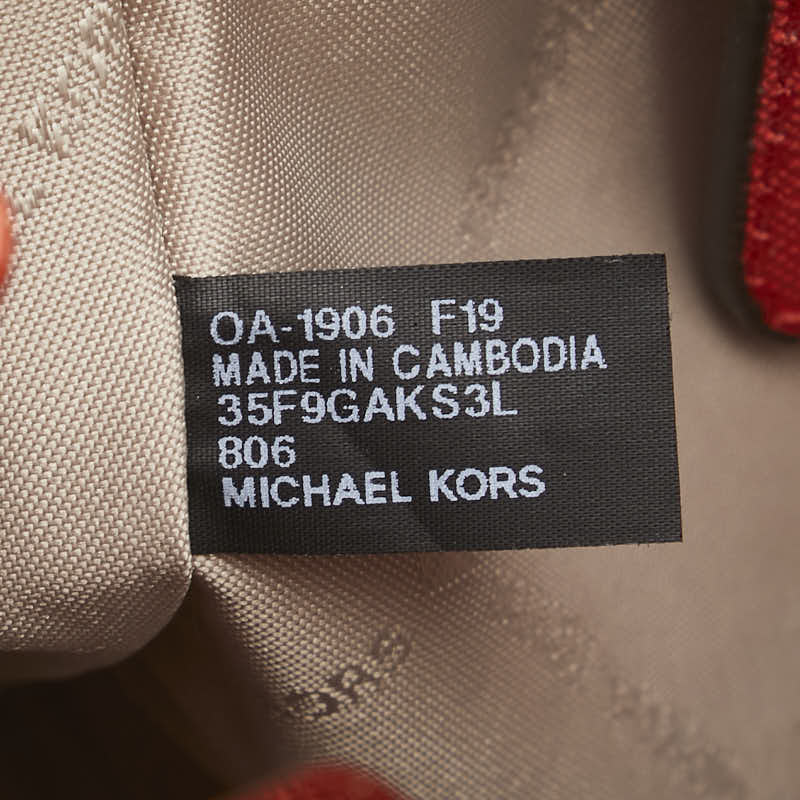 OA-1906 F19
MADE IN CAMBODIA
35F9GAKS3L
806
MICHAEL KORS